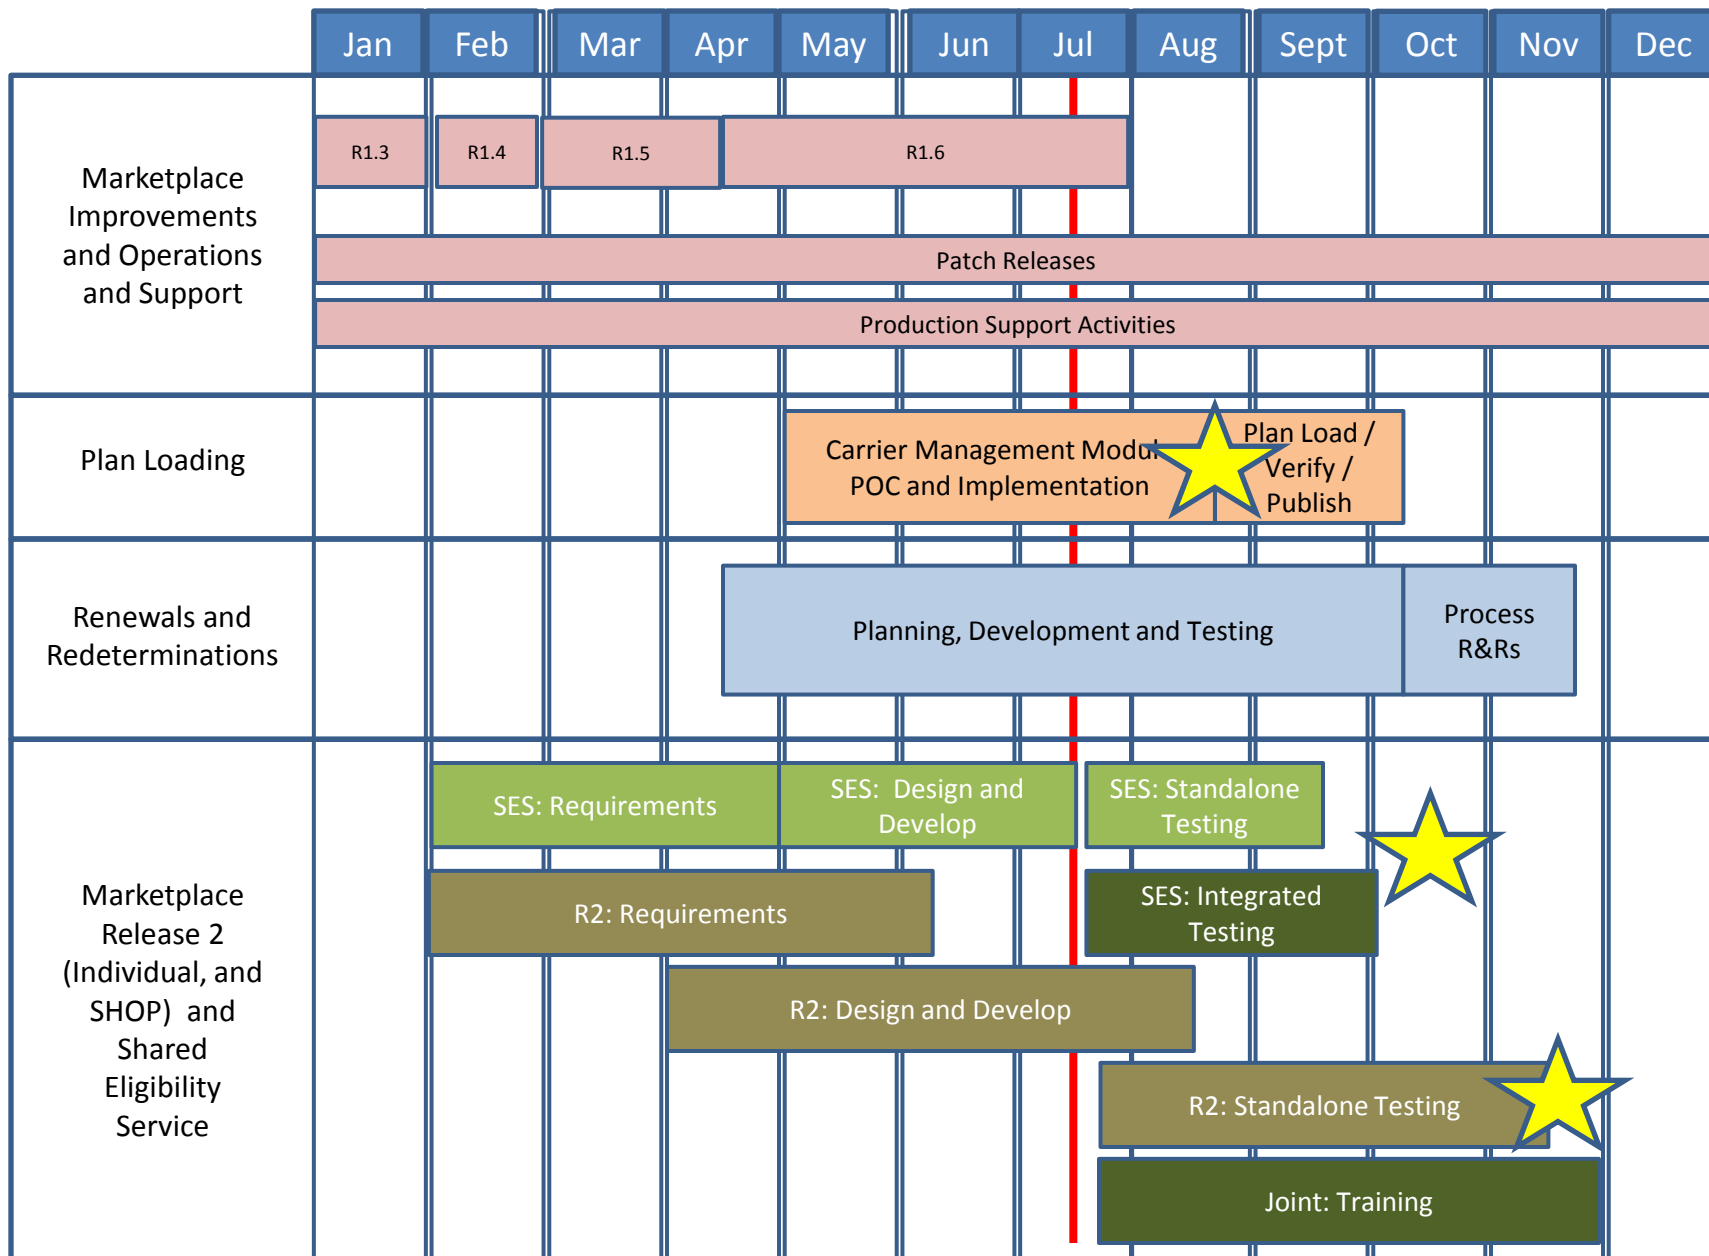 Jan Feb Mar Apr May Jun Jul Aug Sept Oct Nov Dec
Marketplace
Improvements
and Operations
and Support
R1.3
R1.4
R1.5
R1.6
Patch Releases
Production Support Activities
Plan Loading
Carrier Management Modul
POC and Implementation
Plan Load /
Verify /
Publish
Renewals and
Redeterminations
Planning, Development and Testing
Process
R&Rs
Marketplace
Release 2
(Individual, and
SHOP) and
Shared
Eligibility
Service
SES: Requirements
SES: Design and
Develop
SES: Standalone
Testing
R2: Requirements
SES: Integrated
Testing
R2: Design and Develop
R2: Standalone Testing
Joint: Training